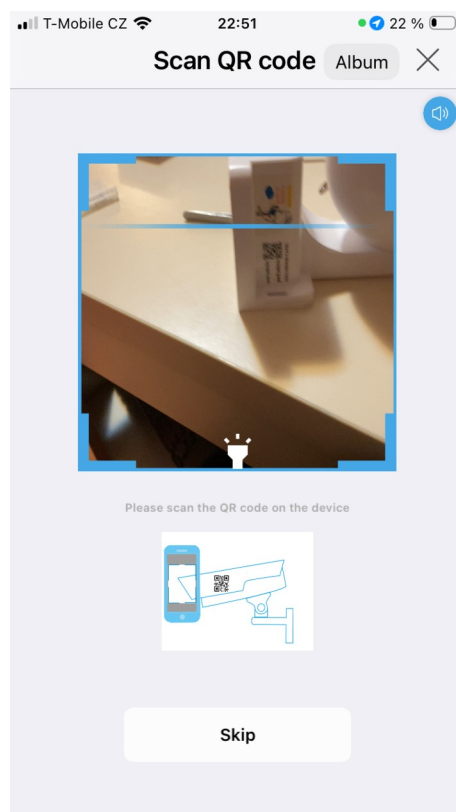 T-Mobile CZ 22:51 22 %
Scan QR code Album
Please scan the QR code on the device
Skip